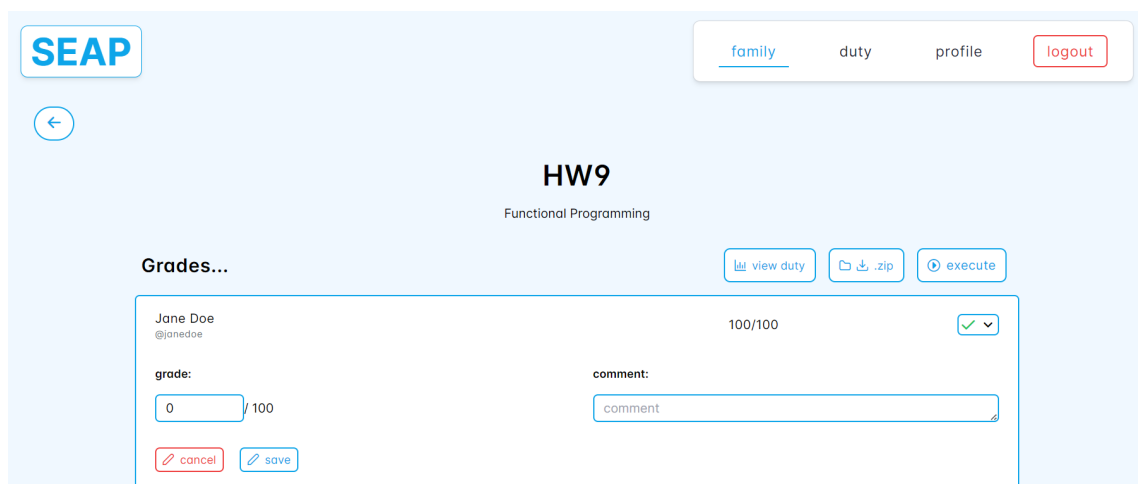 SEAP
family duty profile logout
HW9
Functional Programming
Grades...
view duty .zip execute
Jane Doe
@janedoe
100/100
grade: comment:
0 / 100 comment
cancel save